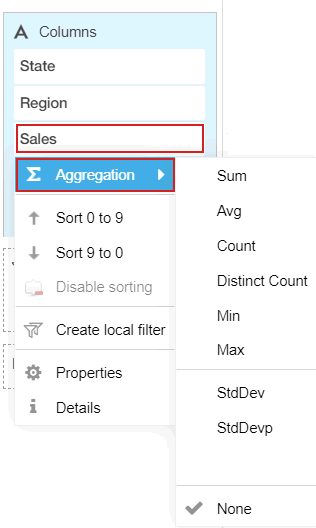 Columns
State
Region
Sales
Aggregation
Sort 0 to 9
Sort 9 to 0
Disable sorting
Create local filter
Properties
Details
Sum
Avg
Count
Distinct Count
Min
Max
StdDev
StdDevp
None